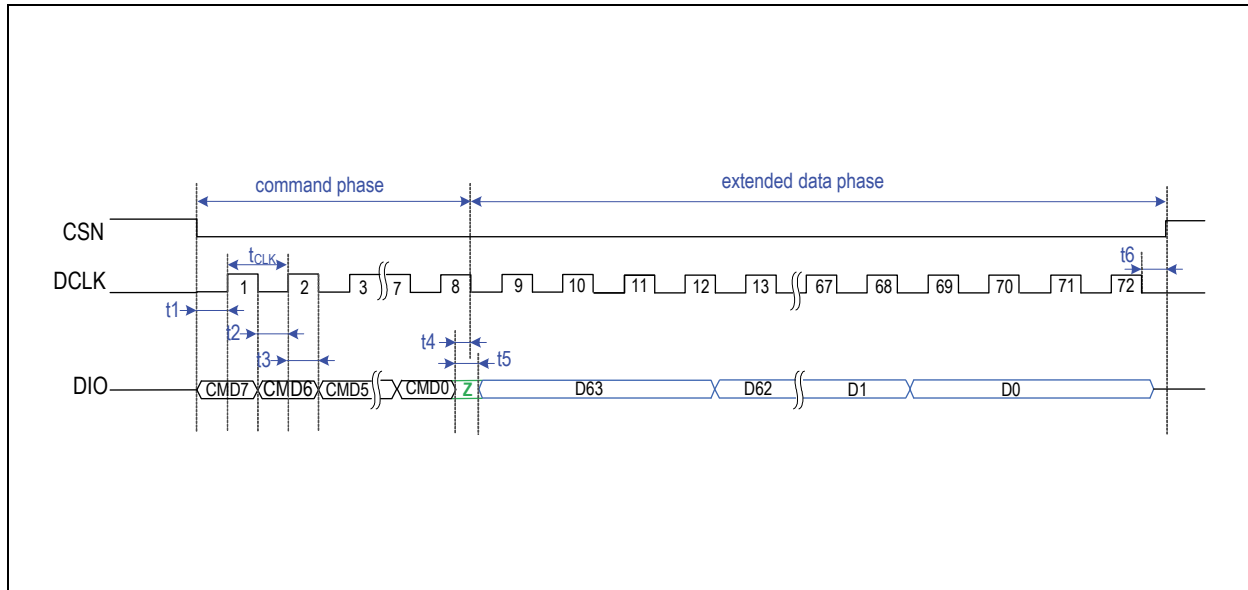 command phase extended data phase
CSN
tCLK t6
DCLK 1 2 3 7 8 9 10 11 12 13 67 68 69 70 71 72
t1
t2 t4
t3 t5
DIO CMD7 CMD6 CMD5 CMD0 Z D63 D62 D1 D0